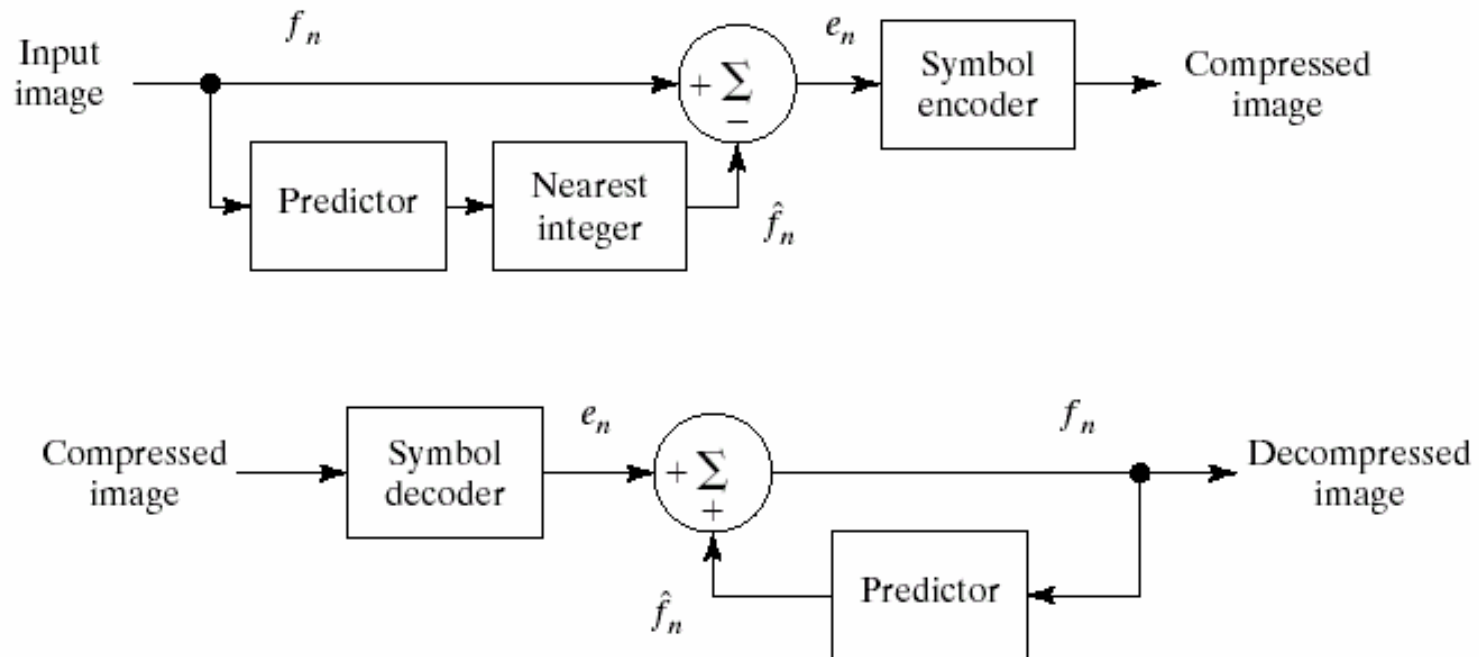 Input
image
f_n
+ Σ
−
e_n
Symbol
encoder
Compressed
image
Predictor
Nearest
integer
f̂_n
Compressed
image
Symbol
decoder
e_n
+ Σ
+
f_n
Decompressed
image
Predictor
f̂_n